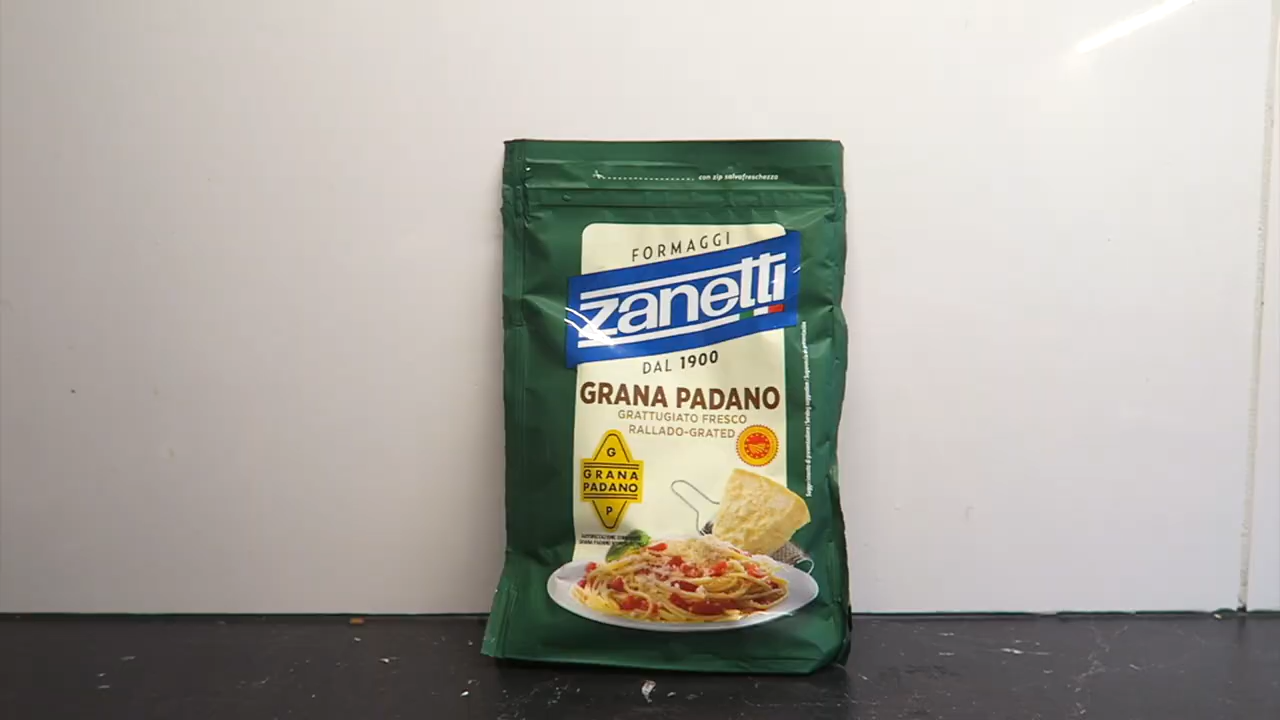 con zip salvafreschezza
FORMAGGI
zanetti
DAL 1900
GRANA PADANO
GRATTUGIATO FRESCO
RALLADO-GRATED
G
GRANA
PADANO
P